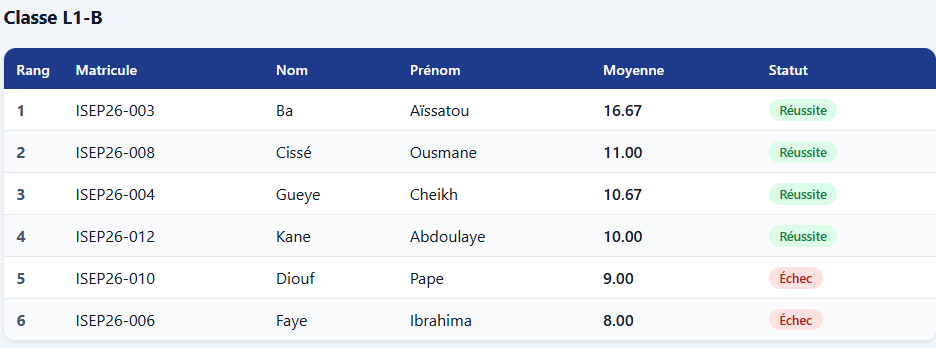 Classe L1-B
Rang Matricule Nom Prénom Moyenne Statut
1 ISEP26-003 Ba Aïssatou 16.67 Réussite
2 ISEP26-008 Cissé Ousmane 11.00 Réussite
3 ISEP26-004 Gueye Cheikh 10.67 Réussite
4 ISEP26-012 Kane Abdoulaye 10.00 Réussite
5 ISEP26-010 Diouf Pape 9.00 Échec
6 ISEP26-006 Faye Ibrahima 8.00 Échec